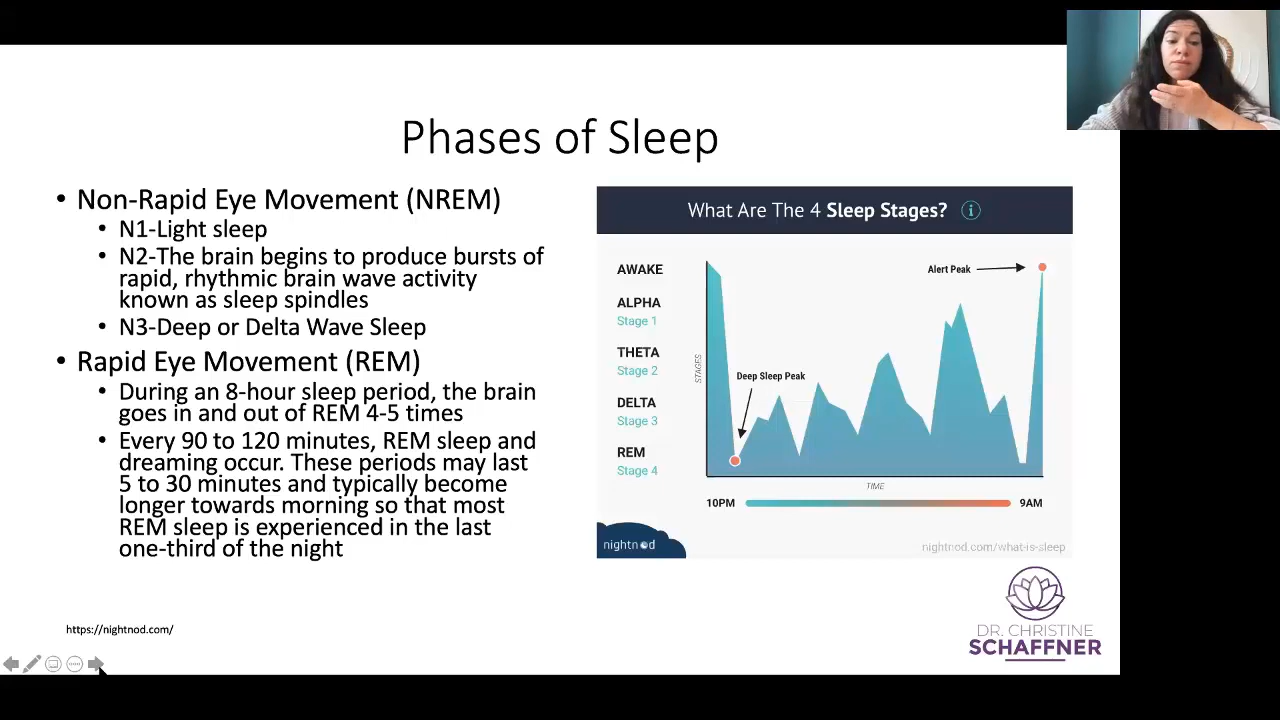 Phases of Sleep
• Non-Rapid Eye Movement (NREM)
• N1-Light sleep
• N2-The brain begins to produce bursts of
rapid, rhythmic brain wave activity
known as sleep spindles
• N3-Deep or Delta Wave Sleep
• Rapid Eye Movement (REM)
• During an 8-hour sleep period, the brain
goes in and out of REM 4-5 times
• Every 90 to 120 minutes, REM sleep and
dreaming occur. These periods may last
5 to 30 minutes and typically become
longer towards morning so that most
REM sleep is experienced in the last
one-third of the night
What Are The 4 Sleep Stages? i
AWAKE
ALPHA
Stage 1
THETA
Stage 2
DELTA
Stage 3
REM
Stage 4
STAGES
Alert Peak
Deep Sleep Peak
TIME
10PM
9AM
nightnod
nightnod.com/what-is-sleep
https://nightnod.com/
DR. CHRISTINE
SCHAFFNER